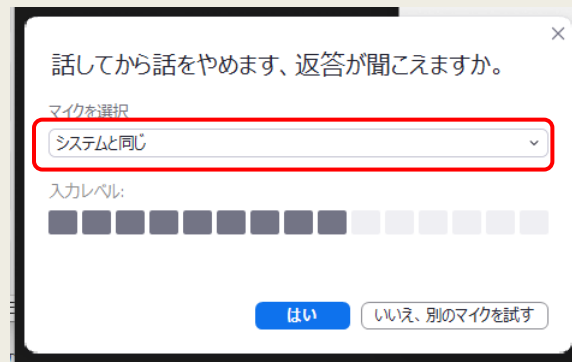 話してから話をやめます、返答が聞こえますか。
マイクを選択
システムと同じ
入力レベル:
はい
いいえ、別のマイクを試す